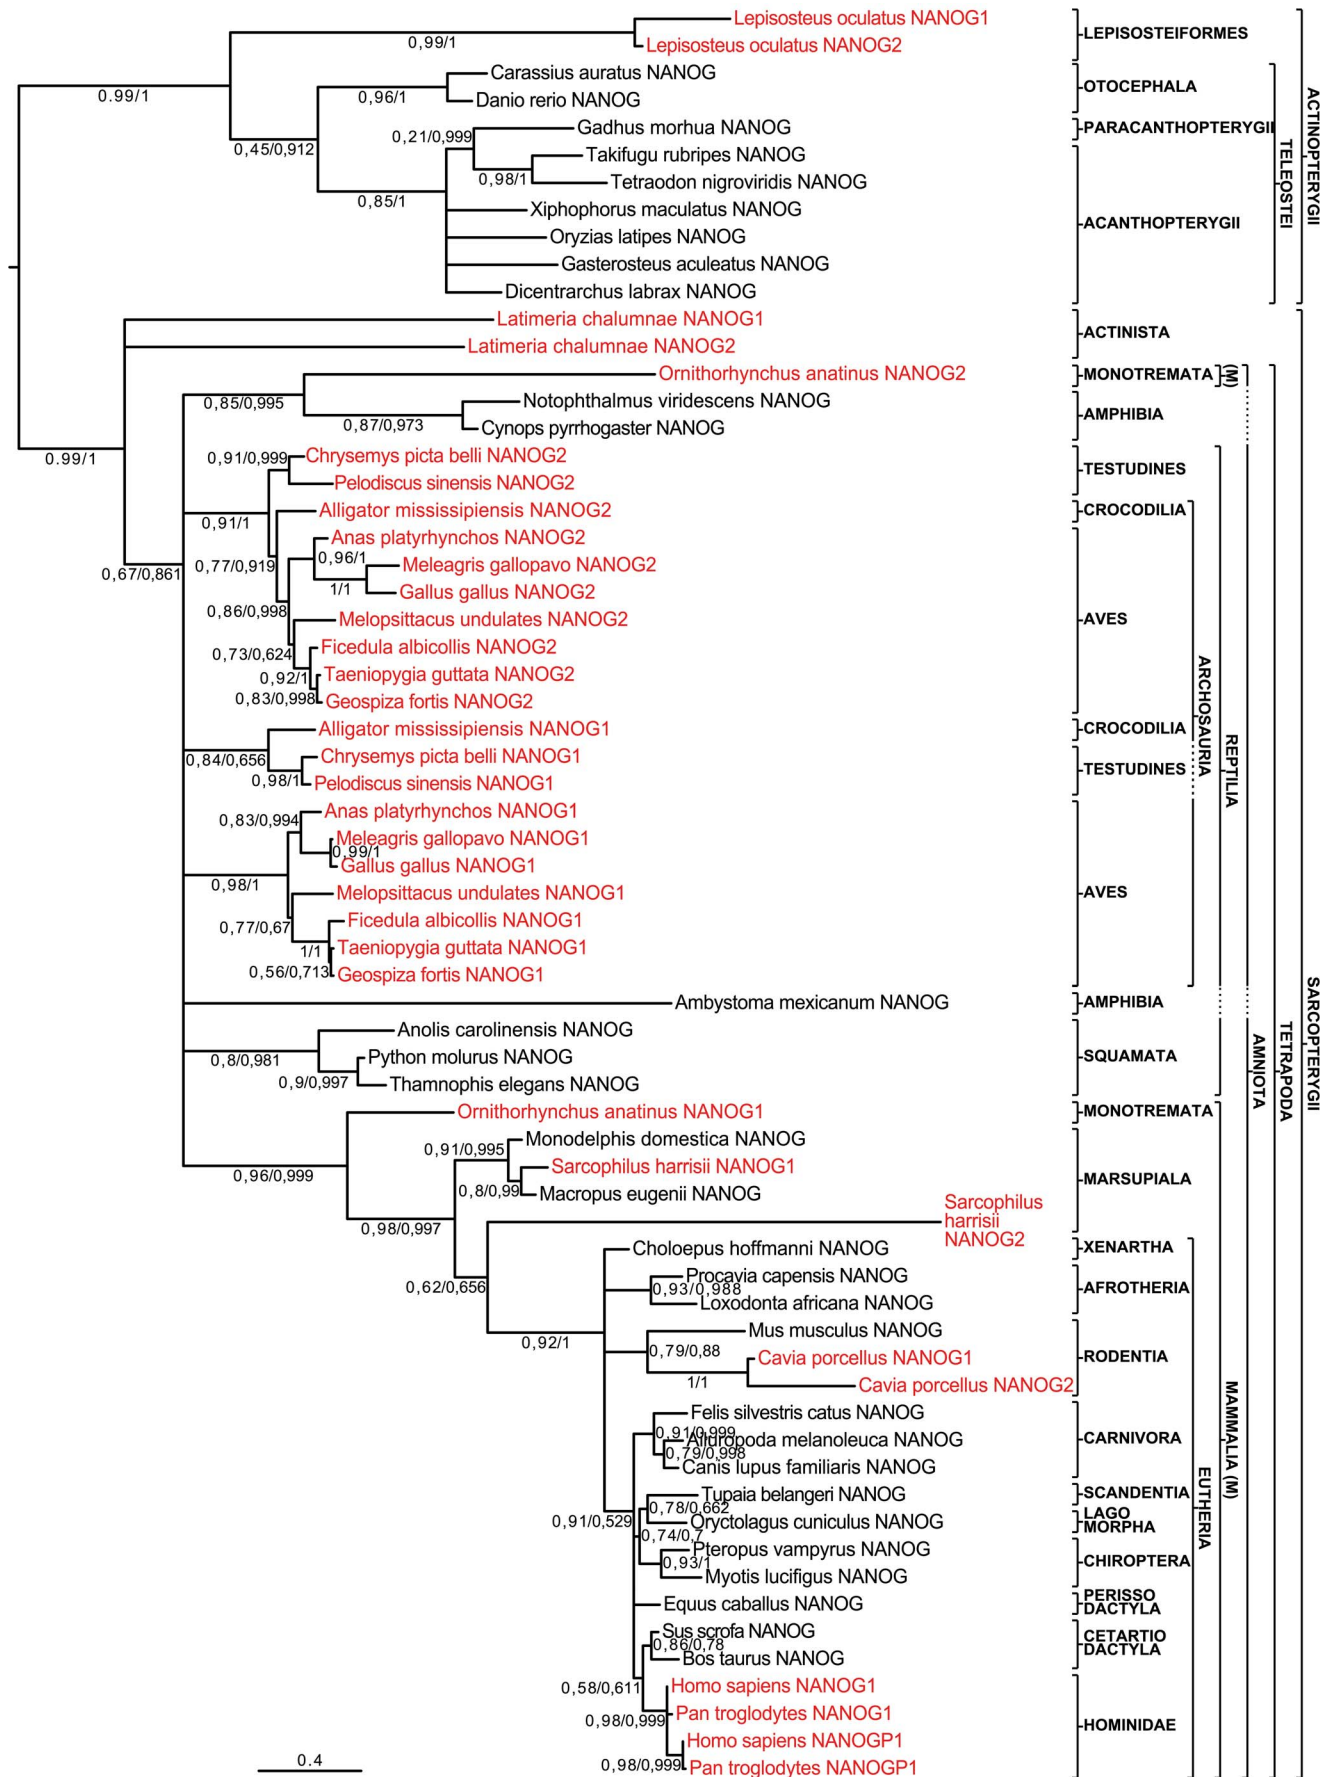 Lepisosteus oculatus NANOG1
0,99/1
LEPISOSTEIFORMES
Lepisosteus oculatus NANOG2
Carassius auratus NANOG
0.99/1
0,96/1
OTOCEPHALA
Danio rerio NANOG
Gadhus morhua NANOG
0,21/0,999
PARACANTHOPTERYGII
0,45/0,912
Takifugu rubripes NANOG
0,98/1
Tetraodon nigroviridis NANOG
0,85/1
Xiphophorus maculatus NANOG
ACANTHOPTERYGII
Oryzias latipes NANOG
Gasterosteus aculeatus NANOG
Dicentrarchus labrax NANOG
TELEOSTEI
ACTINOPTERYGII
Latimeria chalumnae NANOG1
ACTINISTA
Latimeria chalumnae NANOG2
Ornithorhynchus anatinus NANOG2
MONOTREMATA
(M)
0,85/0,995
Notophthalmus viridescens NANOG
AMPHIBIA
0,87/0,973
Cynops pyrrhogaster NANOG
0.99/1
0,91/0,999
Chrysemys picta belli NANOG2
TESTUDINES
Pelodiscus sinensis NANOG2
Alligator mississipiensis NANOG2
CROCODILIA
0,91/1
Anas platyrhynchos NANOG2
0,96/1
0,77/0,919
Meleagris gallopavo NANOG2
0,67/0,861
1/1
Gallus gallus NANOG2
0,86/0,998
Melopsittacus undulates NANOG2
AVES
Ficedula albicollis NANOG2
0,73/0,624
Taeniopygia guttata NANOG2
0,92/1
0,83/0,998
Geospiza fortis NANOG2
Alligator mississipiensis NANOG1
CROCODILIA
ARCHOSAURIA
0,84/0,656
Chrysemys picta belli NANOG1
TESTUDINES
0,98/1
Pelodiscus sinensis NANOG1
REPTILIA
Anas platyrhynchos NANOG1
0,83/0,994
Meleagris gallopavo NANOG1
0,99/1
Gallus gallus NANOG1
0,98/1
Melopsittacus undulates NANOG1
AVES
Ficedula albicollis NANOG1
0,77/0,67
Taeniopygia guttata NANOG1
1/1
0,56/0,713
Geospiza fortis NANOG1
Ambystoma mexicanum NANOG
AMPHIBIA
Anolis carolinensis NANOG
0,8/0,981
Python molurus NANOG
SQUAMATA
0,9/0,997
Thamnophis elegans NANOG
AMNIOTA
TETRAPODA
SARCOPTERYGII
Ornithorhynchus anatinus NANOG1
MONOTREMATA
Monodelphis domestica NANOG
0,91/0,995
0,96/0,999
Sarcophilus harrisii NANOG1
MARSUPIALA
0,8/0,99
Macropus eugenii NANOG
0,98/0,997
Sarcophilus
harrisii
NANOG2
Choloepus hoffmanni NANOG
XENARTHA
Procavia capensis NANOG
0,62/0,656
0,93/0,988
AFROTHERIA
Loxodonta africana NANOG
Mus musculus NANOG
0,92/1
0,79/0,88
Cavia porcellus NANOG1
RODENTIA
1/1
Cavia porcellus NANOG2
Felis silvestris catus NANOG
0,91/0,999
Ailuropoda melanoleuca NANOG
CARNIVORA
0,79/0,998
Canis lupus familiaris NANOG
MAMMALIA (M)
Tupaia belangeri NANOG
SCANDENTIA
0,78/0,662
0,91/0,529
Oryctolagus cuniculus NANOG
LAGO
MORPHA
EUTHERIA
0,74/0,7
Pteropus vampyrus NANOG
0,93/1
CHIROPTERA
Myotis lucifigus NANOG
Equus caballus NANOG
PERISSO
DACTYLA
Sus scrofa NANOG
0,86/0,78
CETARTIO
DACTYLA
Bos taurus NANOG
0,58/0,611
Homo sapiens NANOG1
Pan troglodytes NANOG1
0,98/0,999
HOMINIDAE
Homo sapiens NANOGP1
0,98/0,999
Pan troglodytes NANOGP1
0.4